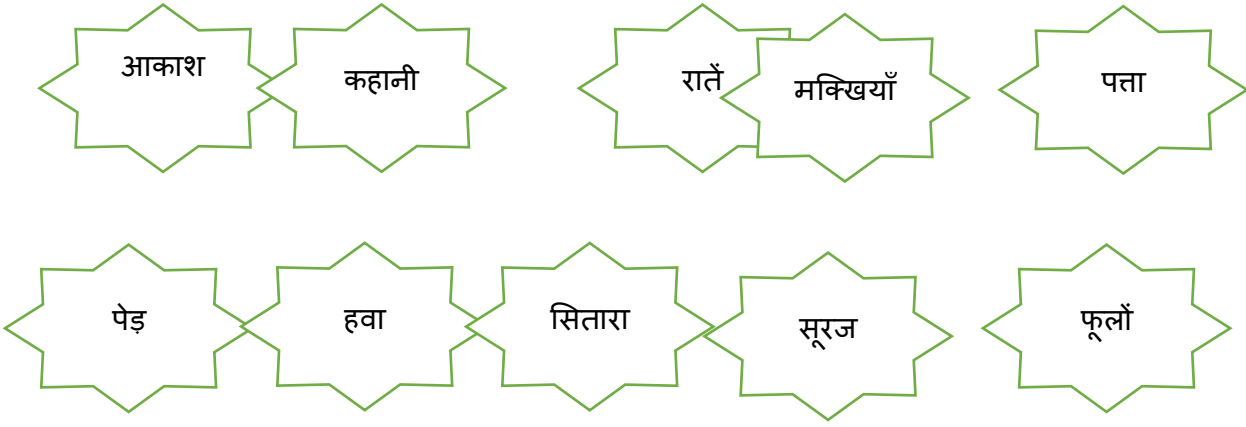 आकाश
कहानी
रातें
मक्खियाँ
पत्ता
पेड़
हवा
सितारा
सूरज
फूलों